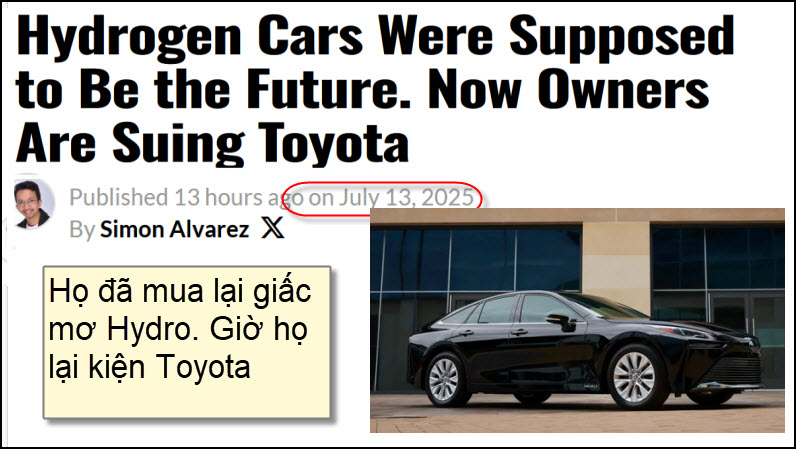 Hydrogen Cars Were Supposed
to Be the Future. Now Owners
Are Suing Toyota
Published 13 hours ago on July 13, 2025
By Simon Alvarez X
Họ đã mua lại giấc
mơ Hydro. Giờ họ
lại kiện Toyota